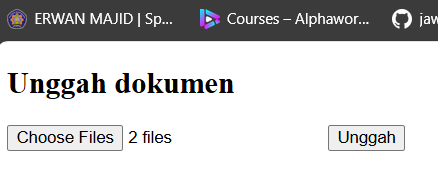 ERWAN MAJID | Sp... Courses – Alphawor... jaw
Unggah dokumen
Choose Files 2 files Unggah